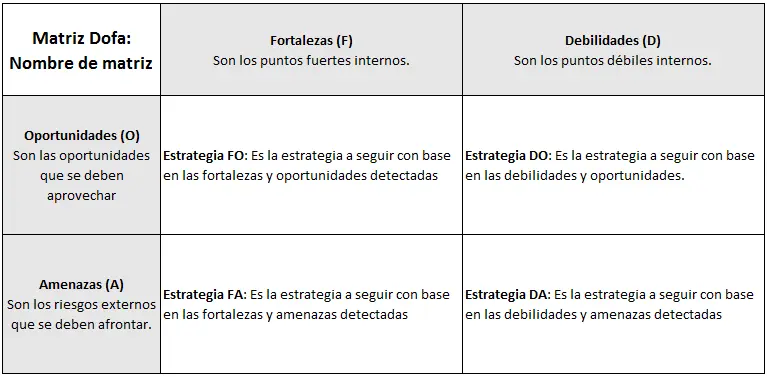 Matriz Dofa:
Nombre de matriz
Fortalezas (F)
Son los puntos fuertes internos.
Debilidades (D)
Son los puntos débiles internos.
Oportunidades (O)
Son las oportunidades
que se deben
aprovechar
Estrategia FO: Es la estrategia a seguir con base
en las fortalezas y oportunidades detectadas
Estrategia DO: Es la estrategia a seguir con base
en las debilidades y oportunidades.
Amenazas (A)
Son los riesgos externos
que se deben afrontar.
Estrategia FA: Es la estrategia a seguir con base
en las fortalezas y amenazas detectadas
Estrategia DA: Es la estrategia a seguir con base
en las debilidades y amenazas detectadas